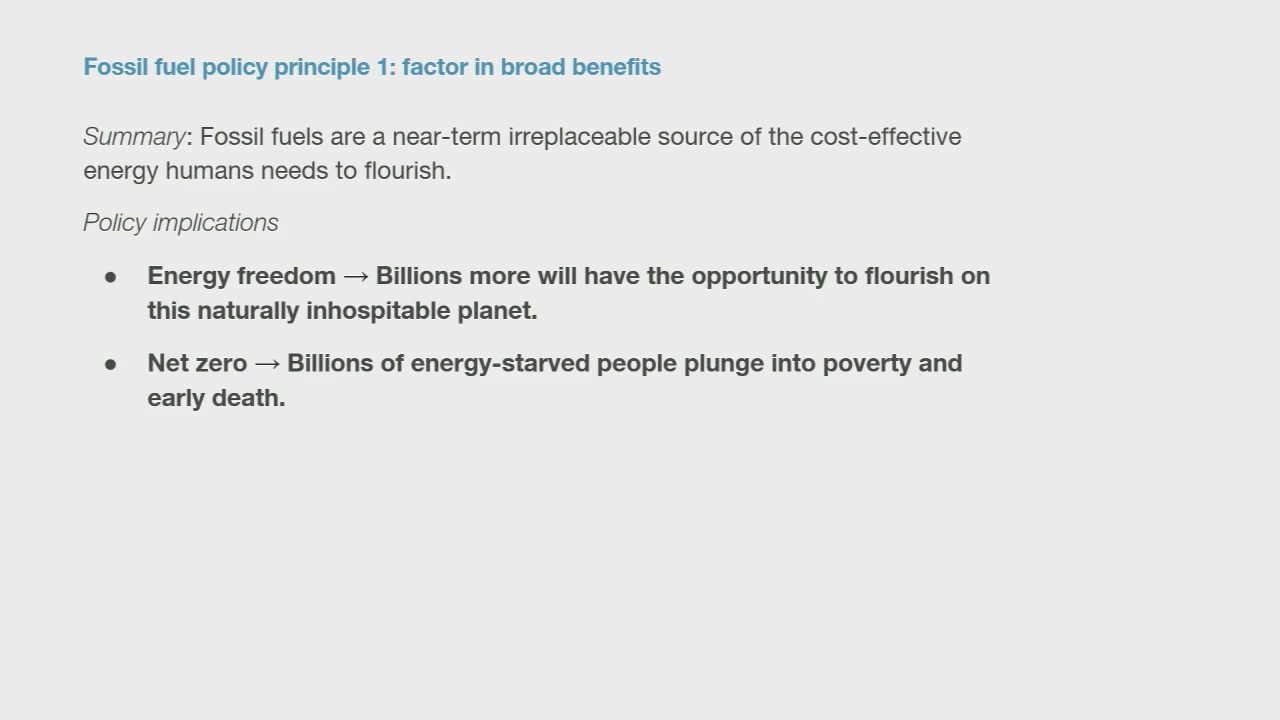 Fossil fuel policy principle 1: factor in broad benefits
Summary: Fossil fuels are a near-term irreplaceable source of the cost-effective
energy humans needs to flourish.
Policy implications
● Energy freedom → Billions more will have the opportunity to flourish on
this naturally inhospitable planet.
● Net zero → Billions of energy-starved people plunge into poverty and
early death.